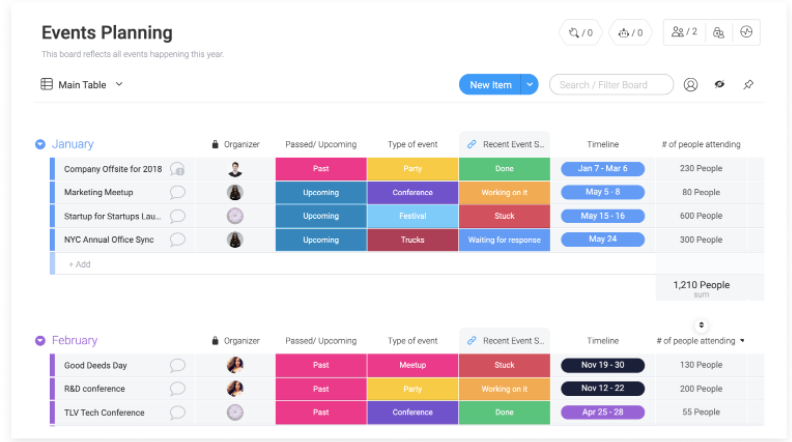 Events Planning
/ 0
/ 0
/ 2
This board reflects all events happening this year.
Main Table
New Item
Search / Filter Board
January
Organizer
Passed/ Upcoming
Type of event
Recent Event S...
Timeline
# of people attending
Company Offsite for 2018
Past
Party
Done
Jan 7 - Mar 6
230 People
Marketing Meetup
Upcoming
Conference
Working on it
May 5 - 8
80 People
Startup for Startups Lau...
Upcoming
Festival
Stuck
May 15 - 16
600 People
NYC Annual Office Sync
Upcoming
Trucks
Waiting for response
May 24
300 People
+ Add
1,210 People
sum
February
Organizer
Passed/ Upcoming
Type of event
Recent Event S...
Timeline
# of people attending
Good Deeds Day
Past
Meetup
Stuck
Nov 19 - 30
130 People
R&D conference
Past
Party
Working on it
Nov 12 - 22
200 People
TLV Tech Conference
Past
Conference
Done
Apr 25 - 28
55 People